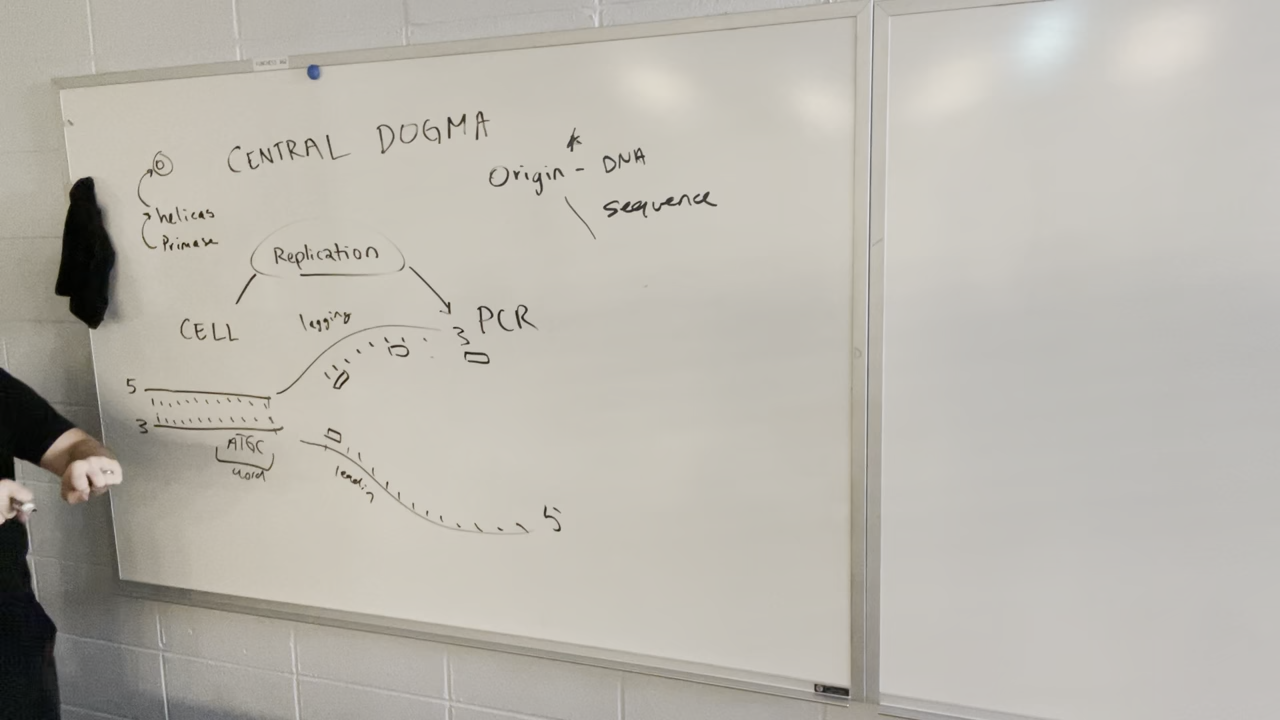 CENTRAL DOGMA
Origin * - DNA
sequence
O
helicas
Primase
Replication
CELL
PCR
lagging
3
5
3
ATGC
word
leadin
5